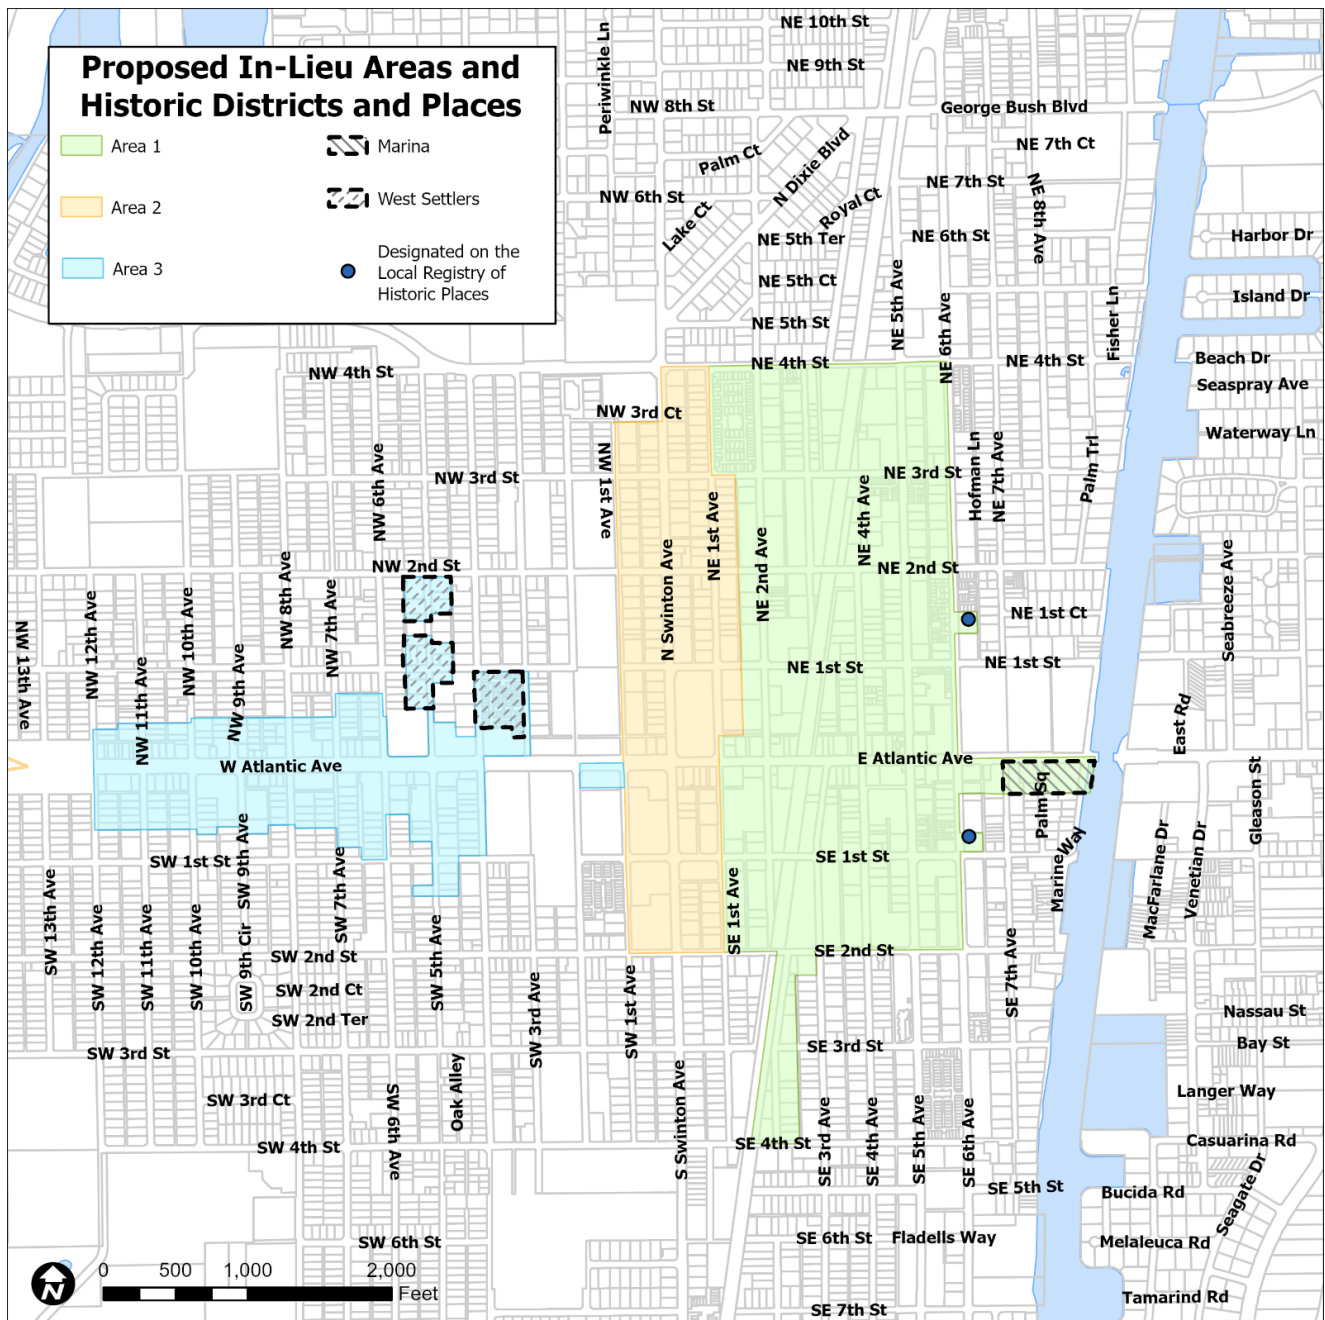 Proposed In-Lieu Areas and
Historic Districts and Places
Area 1
Area 2
Area 3
Marina
West Settlers
Designated on the
Local Registry of
Historic Places
NE 10th St
NE 9th St
Periwinkle Ln
NW 8th St
George Bush Blvd
NE 7th Ct
Palm Ct
N Dixie Blvd
NE 7th St
NE 8th Ave
NW 6th St
Royal Ct
Lake Ct
NE 5th Ter
NE 6th St
Harbor Dr
NE 5th Ct
NE 5th Ave
NE 6th Ave
Fisher Ln
Island Dr
NE 5th St
NE 4th St
NE 4th St
Beach Dr
NW 4th St
Seaspray Ave
NW 3rd Ct
Waterway Ln
NW 6th Ave
NW 1st Ave
Hofman Ln
NE 7th Ave
Palm Trl
NW 3rd St
NE 3rd St
NE 1st Ave
NE 4th Ave
NE 2nd Ave
N Swinton Ave
NW 2nd St
NE 2nd St
Seabreeze Ave
NW 8th Ave
NW 7th Ave
NW 13th Ave
NW 12th Ave
NW 10th Ave
NW 11th Ave
NW 9th Ave
NE 1st Ct
NE 1st St
NE 1st St
East Rd
W Atlantic Ave
E Atlantic Ave
Palm Sq
Gleason St
Marine Way
MacFarlane Dr
Venetian Dr
SW 1st St
SW 9th Ave
SW 7th Ave
SE 1st St
SE 1st Ave
SW 13th Ave
SW 12th Ave
SW 11th Ave
SW 10th Ave
SW 9th Cir
SW 2nd St
SW 2nd Ct
SW 2nd Ter
SW 5th Ave
SW 3rd Ave
SW 1st Ave
SE 2nd St
SE 7th Ave
Nassau St
Bay St
SW 3rd St
SE 3rd St
Oak Alley
SW 3rd Ct
SW 6th Ave
S Swinton Ave
SE 3rd Ave
SE 4th Ave
SE 5th Ave
SE 6th Ave
Langer Way
SW 4th St
SE 4th St
Casuarina Rd
SE 5th St
Bucida Rd
Seagate Dr
SW 6th St
SE 6th St
Fladells Way
Melaleuca Rd
Tamarind Rd
SE 7th St
N
0 500 1,000 2,000
Feet